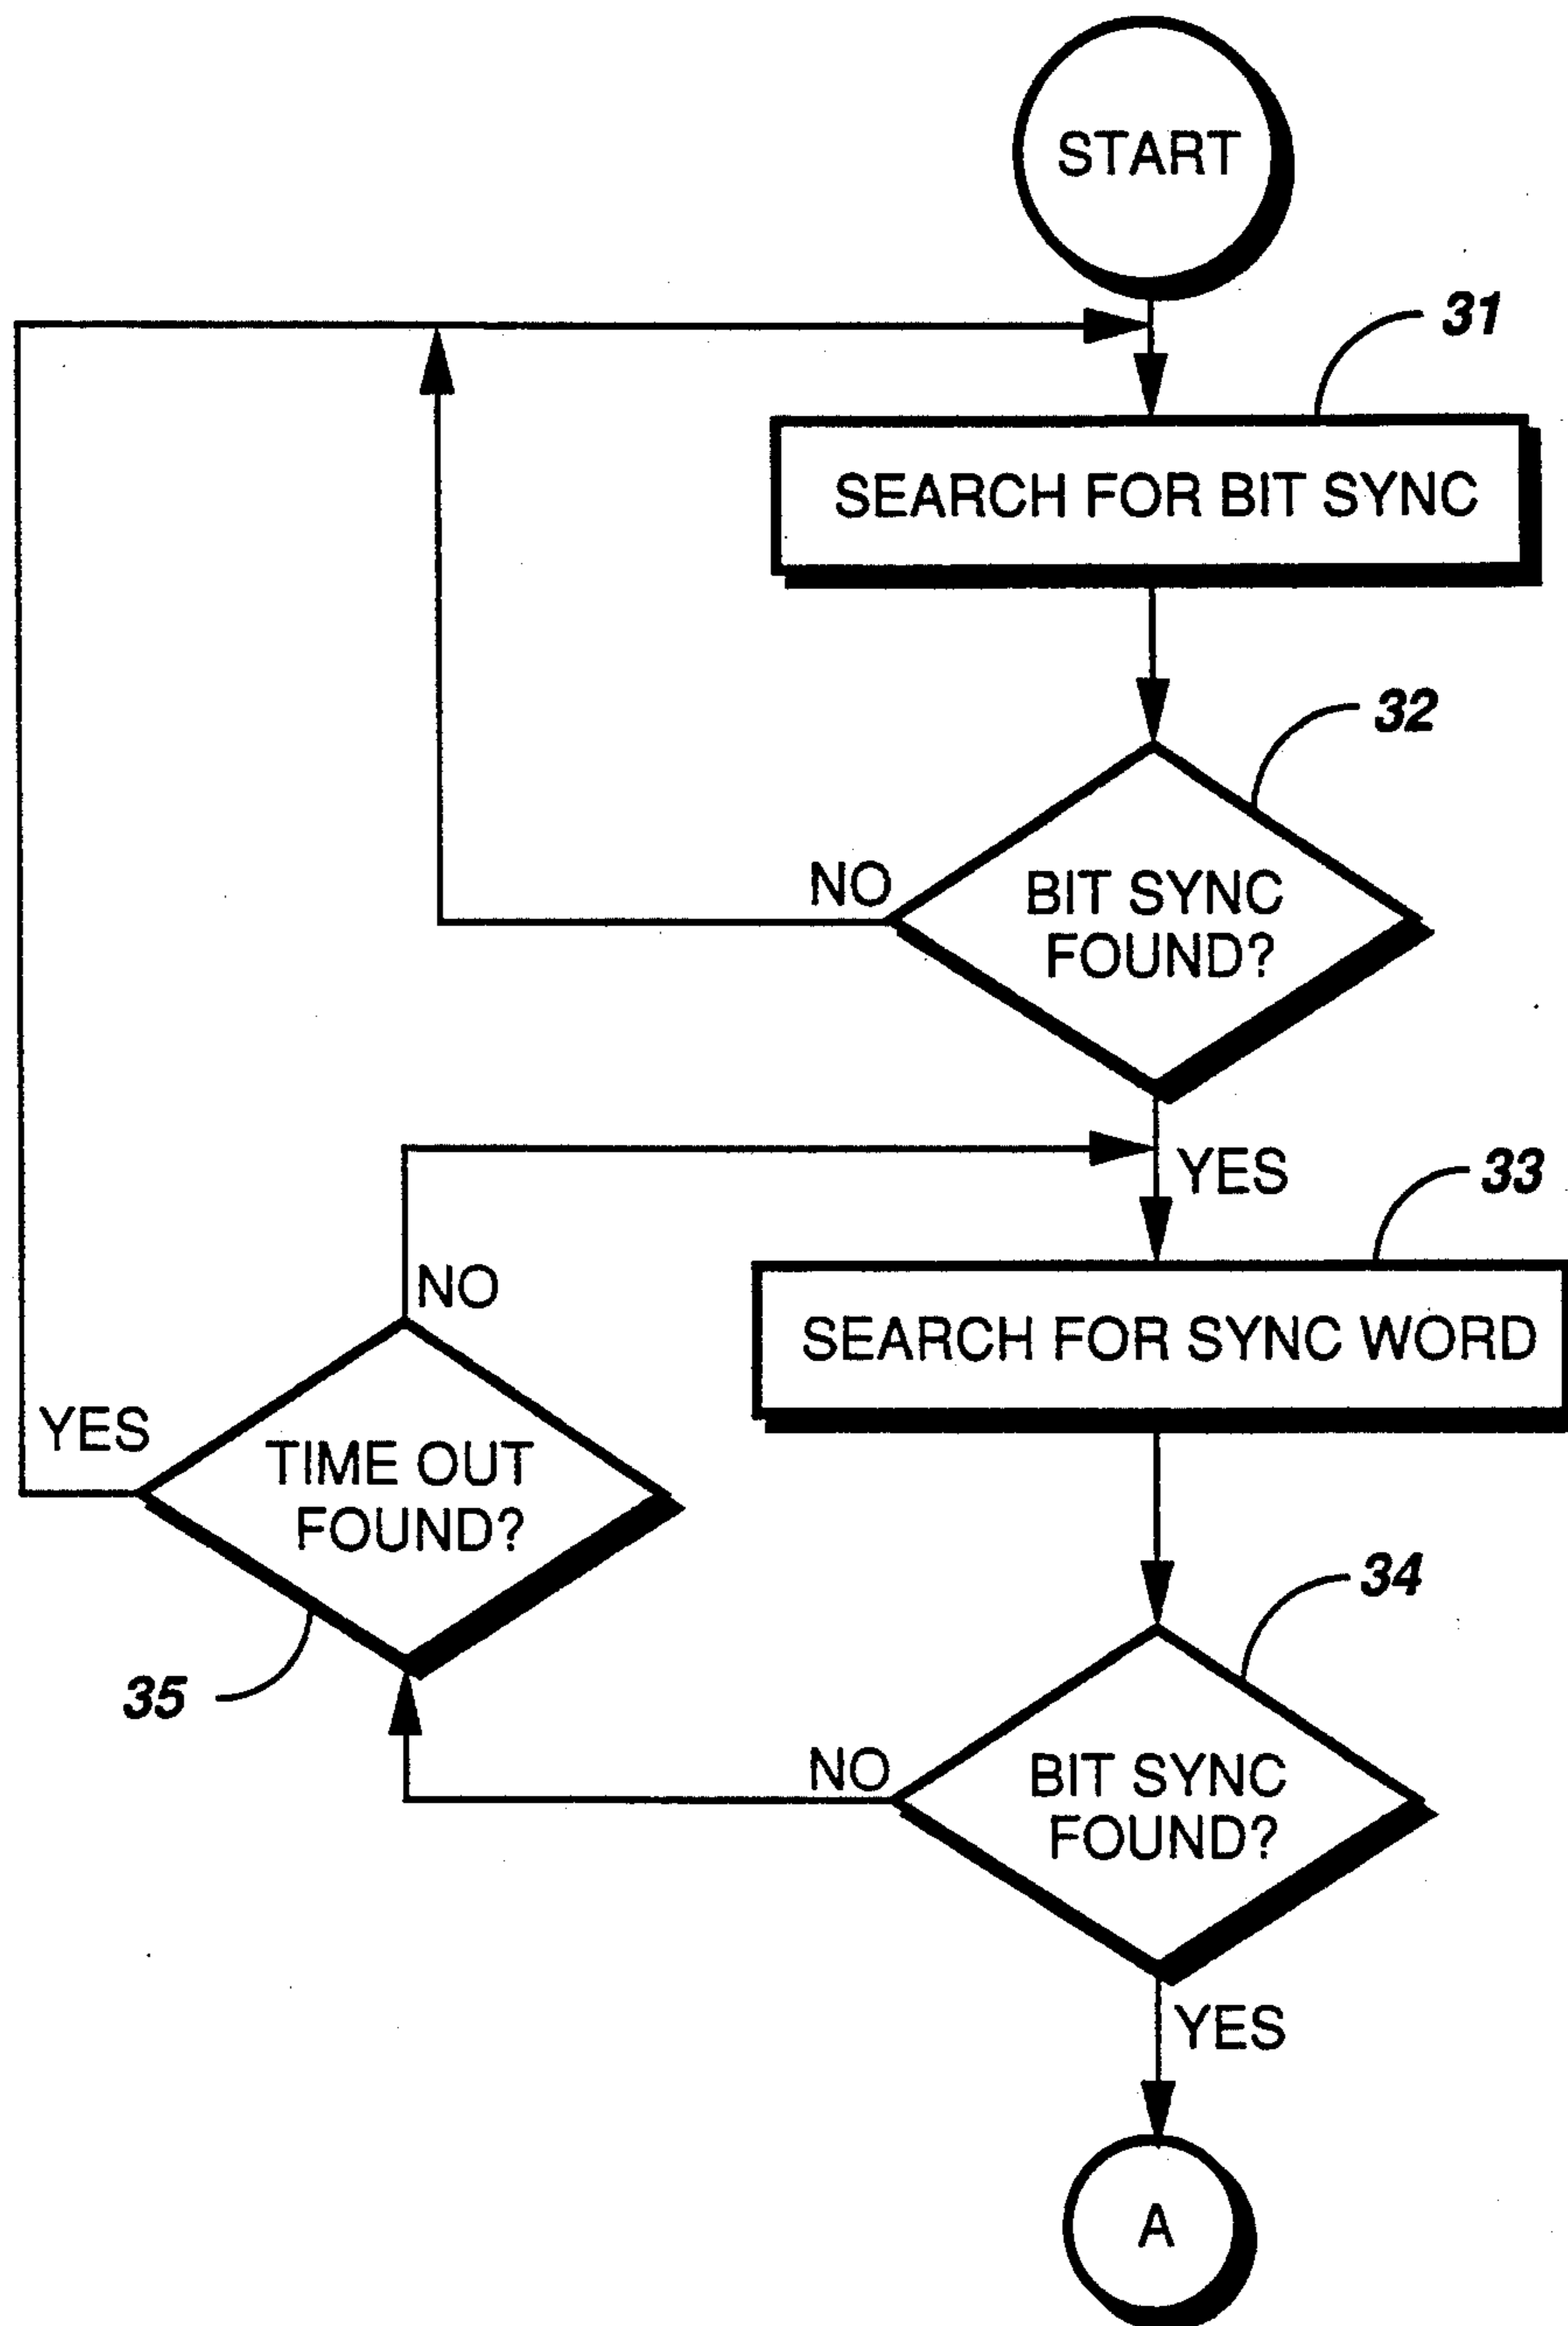 START
31
SEARCH FOR BIT SYNC
32
NO
BIT SYNC
FOUND?
YES
33
NO
SEARCH FOR SYNC WORD
YES
TIME OUT
FOUND?
34
35
NO
BIT SYNC
FOUND?
YES
A